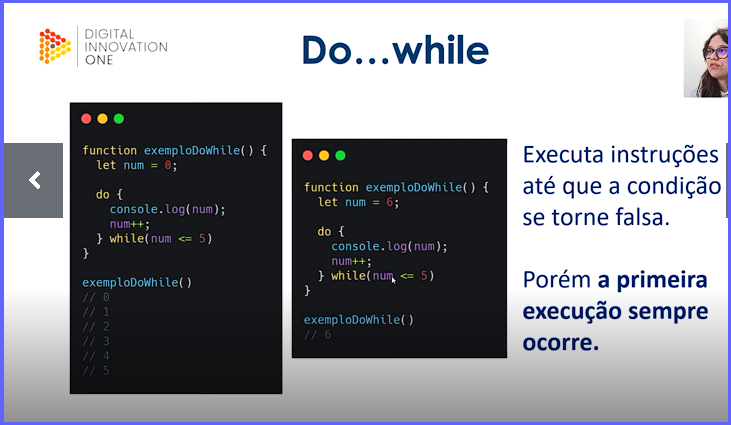 DIGITAL
INNOVATION
ONE
Do...while
function exemploDoWhile() {
let num = 0;
do {
console.log(num);
num++;
} while(num <= 5)
}
exemploDoWhile()
// 0
// 1
// 2
// 3
// 4
// 5
function exemploDoWhile() {
let num = 6;
do {
console.log(num);
num++;
} while(num <= 5)
}
exemploDoWhile()
// 6
Executa instruções
até que a condição
se torne falsa.
Porém a primeira
execução sempre
ocorre.